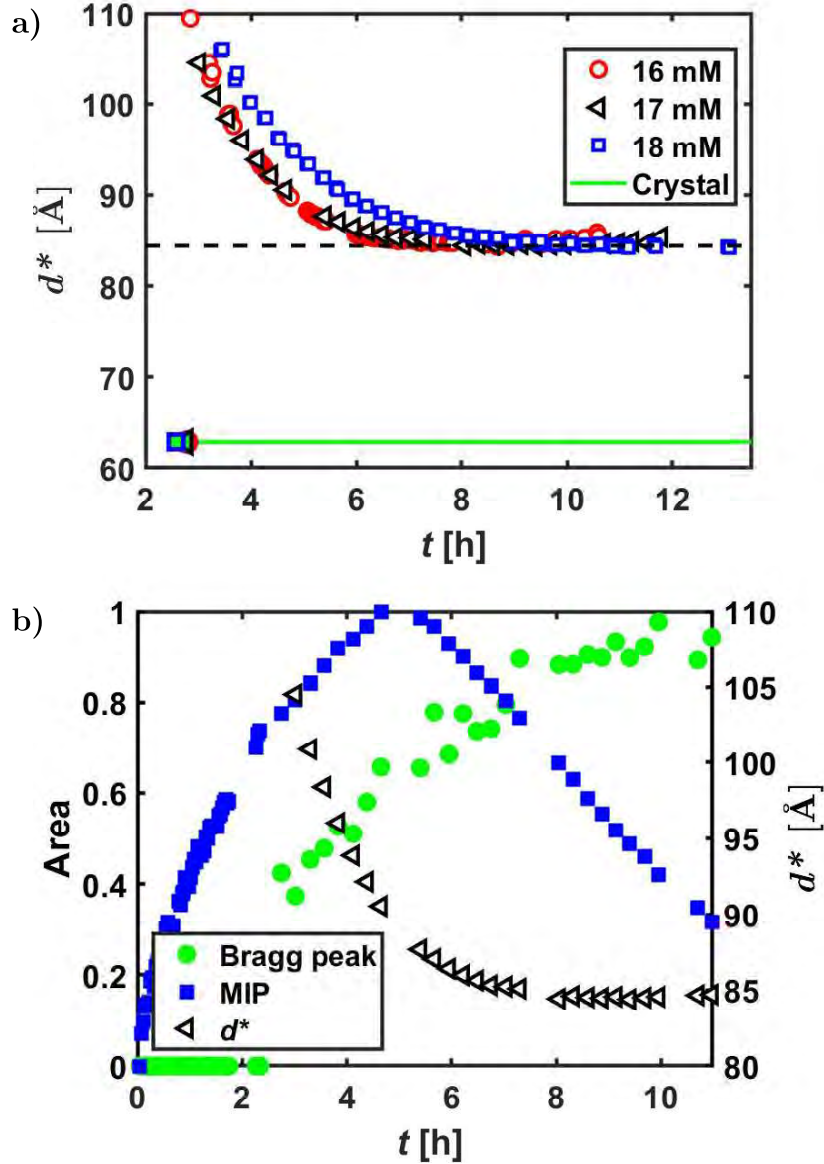 a)
110
100
90
80
70
60
d* [Å]
16 mM
17 mM
18 mM
Crystal
2 4 6 8 10 12
t [h]
b)
1
0.8
0.6
0.4
0.2
0
Area
110
105
100
95
90
85
80
d* [Å]
Bragg peak
MIP
d*
0 2 4 6 8 10
t [h]